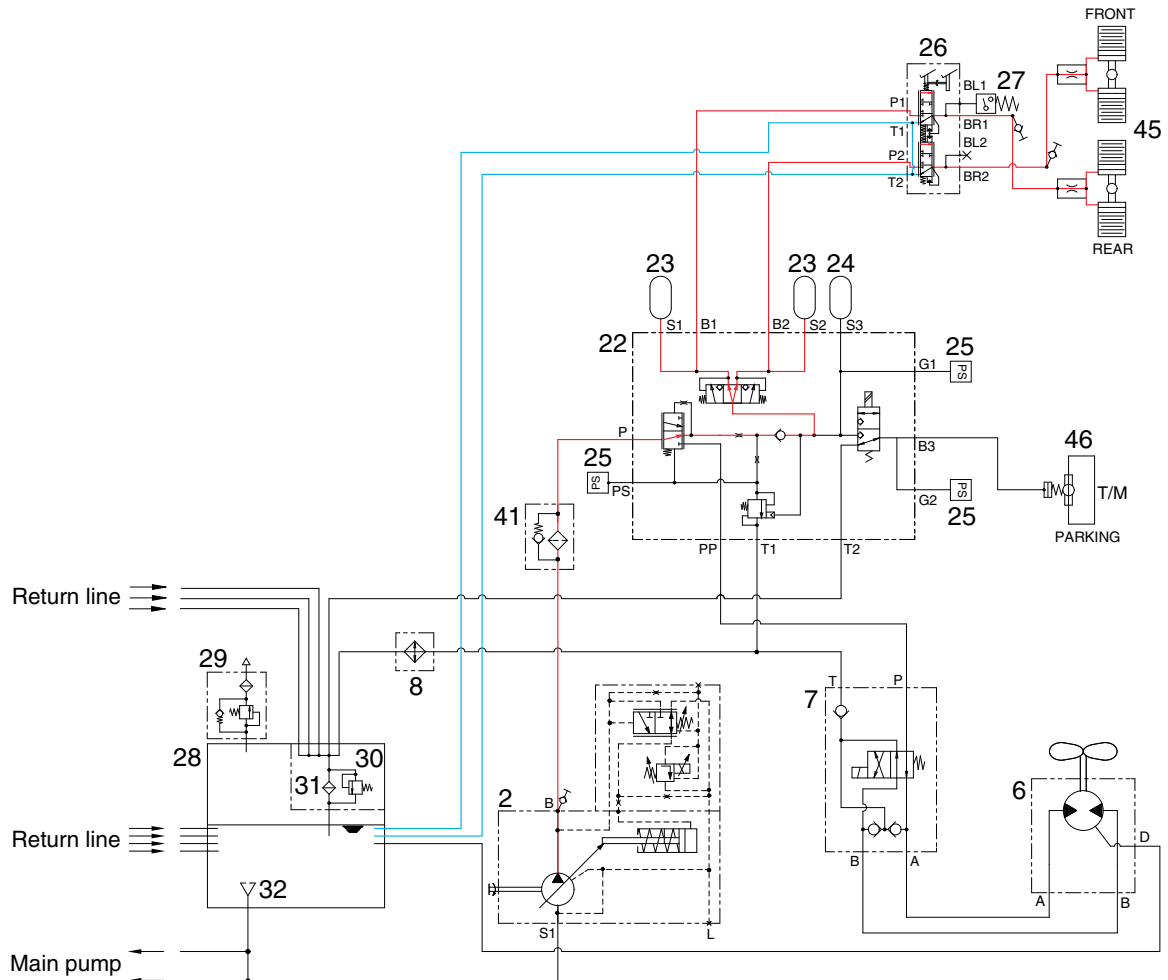 FRONT
26
BL1
27
P1
T1
BR1
BL2
45
P2
T2
BR2
REAR
23
23
24
S1
B1
B2
S2
S3
22
25
G1
PS
P
B3
46
25
PS
PS
T/M
G2
PS
25
41
PP
T1
T2
PARKING
Return line
29
8
T
P
7
28
30
31
2
B
6
D
Return line
B
A
32
A
B
S1
L
Main pump